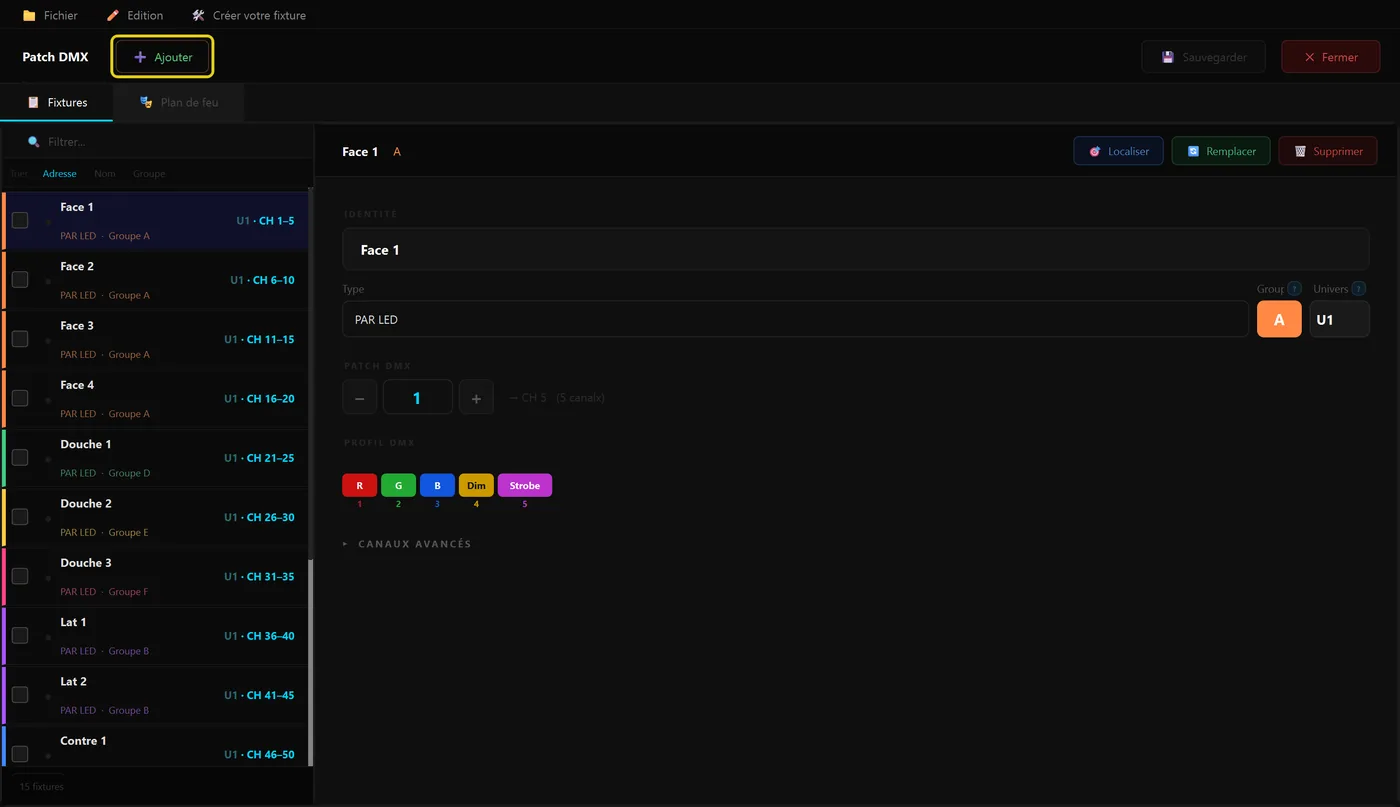 Fichier Edition Créer votre fixture
Patch DMX Ajouter Sauvegarder Fermer
Fixtures Plan de feu
Filtrer...
Adresse Nom Groupe
Face 1
U1 · CH 1–5
PAR LED · Groupe A
Face 2
U1 · CH 6–10
PAR LED · Groupe A
Face 3
U1 · CH 11–15
PAR LED · Groupe A
Face 4
U1 · CH 16–20
PAR LED · Groupe A
Douche 1
U1 · CH 21–25
PAR LED · Groupe D
Douche 2
U1 · CH 26–30
PAR LED · Groupe E
Douche 3
U1 · CH 31–35
PAR LED · Groupe F
Lat 1
U1 · CH 36–40
PAR LED · Groupe B
Lat 2
U1 · CH 41–45
PAR LED · Groupe B
Contre 1
U1 · CH 46–50
15 fixtures
Face 1 A Localiser Remplacer Supprimer
IDENTITÉ
Face 1
Type Group ? Univers ?
PAR LED A U1
PATCH DMX
− 1 + → CH 5 (5 canalx)
PROFIL DMX
R G B Dim Strobe
1 2 3 4 5
▸ CANAUX AVANCÉS